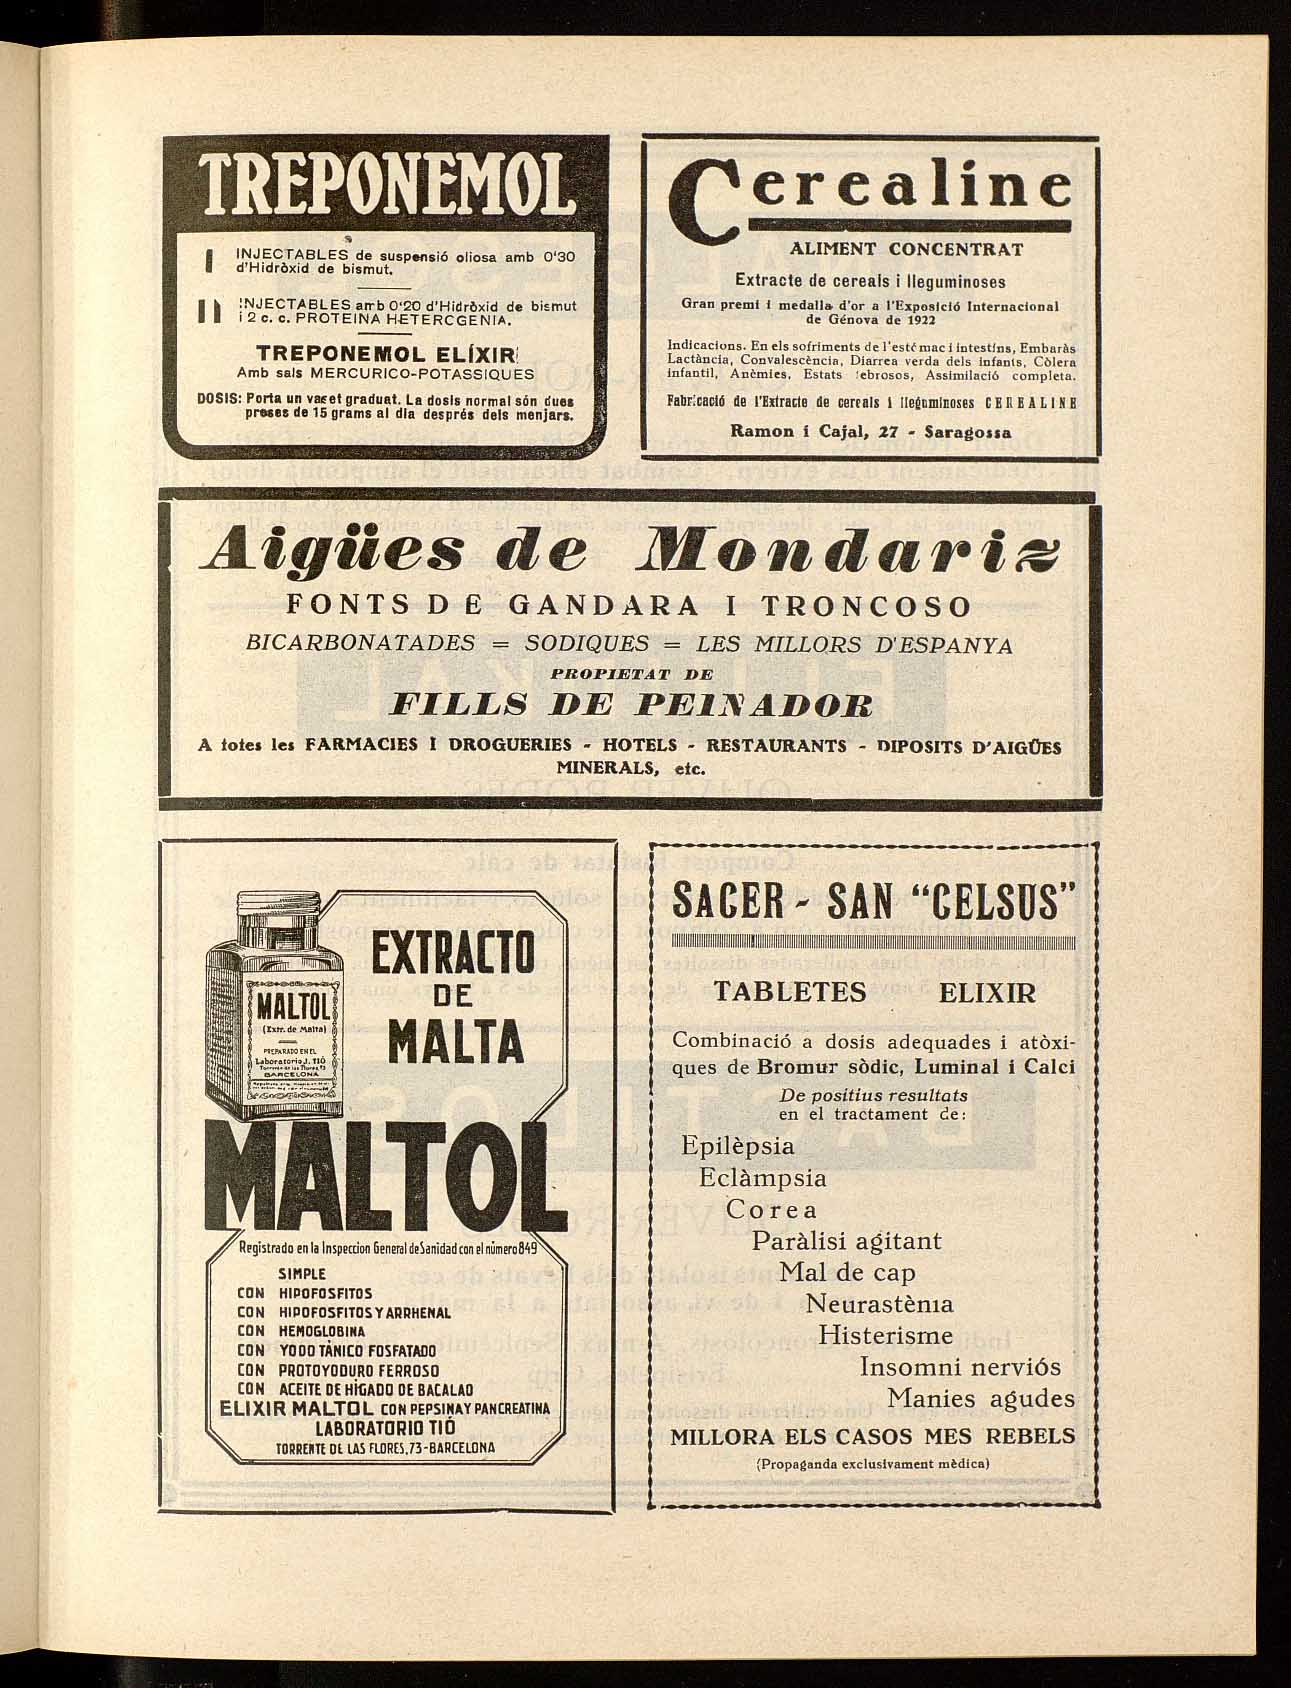 TREPONEMOL
I INJECTABLES de suspensió oliosa amb 0'30
d'Hidròxid de bismut.
II INJECTABLES amb 0'20 d'Hidròxid de bismut
i 2 c. c. PROTEINA HETEROGENIA.
TREPONEMOL ELÍXIR
Amb sals MERCURICO-POTASSIQUES
DOSIS: Porta un vaset graduat. La dosis normal són dues
preses de 15 grams al dia després dels menjars.
Cerealine
ALIMENT CONCENTRAT
Extracte de cereals i lleguminoses
Gran premi i medalla d'or a l'Exposició Internacional
de Génova de 1922
Indicacions. En els sofriments de l'estómac i intestins, Embaràs
Lactància, Convalescència, Diarrea verda dels infants, Còlera
infantil, Anèmies, Estats febrosos, Assimilació completa.
Fabricació de l'Extracte de cereals i lleguminoses CEREALINE
Ramon i Cajal, 27 - Saragossa
Aigües de Mondariz
FONTS DE GANDARA I TRONCOSO
BICARBONATADES = SODIQUES = LES MILLORS D'ESPANYA
PROPIETAT DE
FILLS DE PEINADOR
A totes les FARMACIES I DROGUERIES - HOTELS - RESTAURANTS - DIPOSITS D'AIGÜES
MINERALS, etc.
EXTRACTO
DE
MALTA
MALTOL
(Extr. de Malta)
PREPARADO EN EL
Laboratorio J. TIÓ
Torrente de las Flores, 73
BARCELONA
MALTOL
Registrado en la Inspeccion General de Sanidad con el número 849
SIMPLE
CON HIPOFOSFITOS
CON HIPOFOSFITOS Y ARRHENAL
CON HEMOGLOBINA
CON YODO TÀNICO FOSFATADO
CON PROTOYODURO FERROSO
CON ACEITE DE HÍGADO DE BACALAO
ELIXIR MALTOL CON PEPSINA Y PANCREATINA
LABORATORIO TIÓ
TORRENTE DE LAS FLORES, 73-BARCELONA
SACER - SAN "CELSUS"
TABLETES ELIXIR
Combinació a dosis adequades i atòxi-
ques de Bromur sòdic, Luminal i Calci
De positius resultats
en el tractament de:
Epilèpsia
Eclàmpsia
Corea
Paràlisi agitant
Mal de cap
Neurastènia
Histerisme
Insomni nerviós
Manies agudes
MILLORA ELS CASOS MES REBELS
(Propaganda exclusivament mèdica)